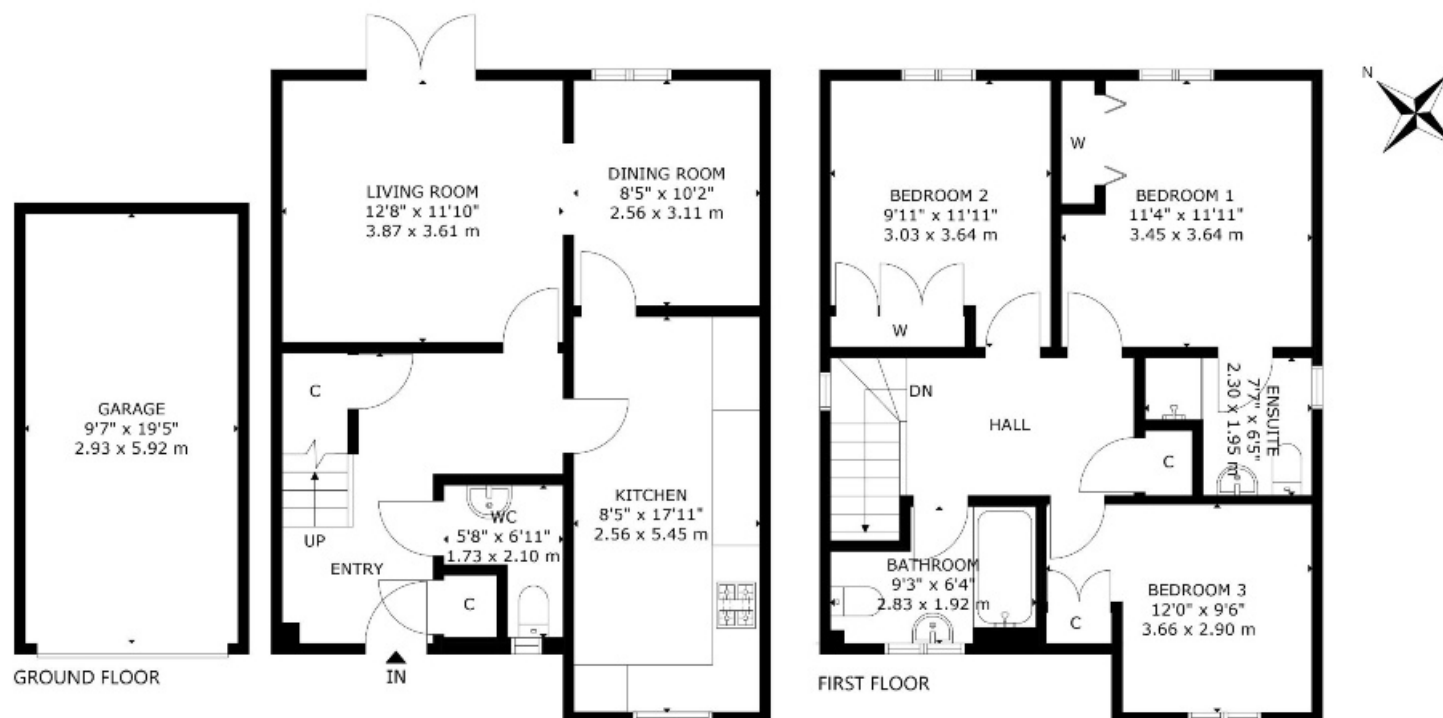 GARAGE
9'7" x 19'5"
2.93 x 5.92 m
GROUND FLOOR
LIVING ROOM
12'8" x 11'10"
3.87 x 3.61 m
DINING ROOM
8'5" x 10'2"
2.56 x 3.11 m
C
UP
ENTRY
WC
5'8" x 6'11"
1.73 x 2.10 m
C
IN
KITCHEN
8'5" x 17'11"
2.56 x 5.45 m
BEDROOM 2
9'11" x 11'11"
3.03 x 3.64 m
W
W
BEDROOM 1
11'4" x 11'11"
3.45 x 3.64 m
N
DN
HALL
ENSUITE
7'7" x 6'5"
2.30 x 1.95 m
C
BATHROOM
9'3" x 6'4"
2.83 x 1.92 m
C
BEDROOM 3
12'0" x 9'6"
3.66 x 2.90 m
FIRST FLOOR